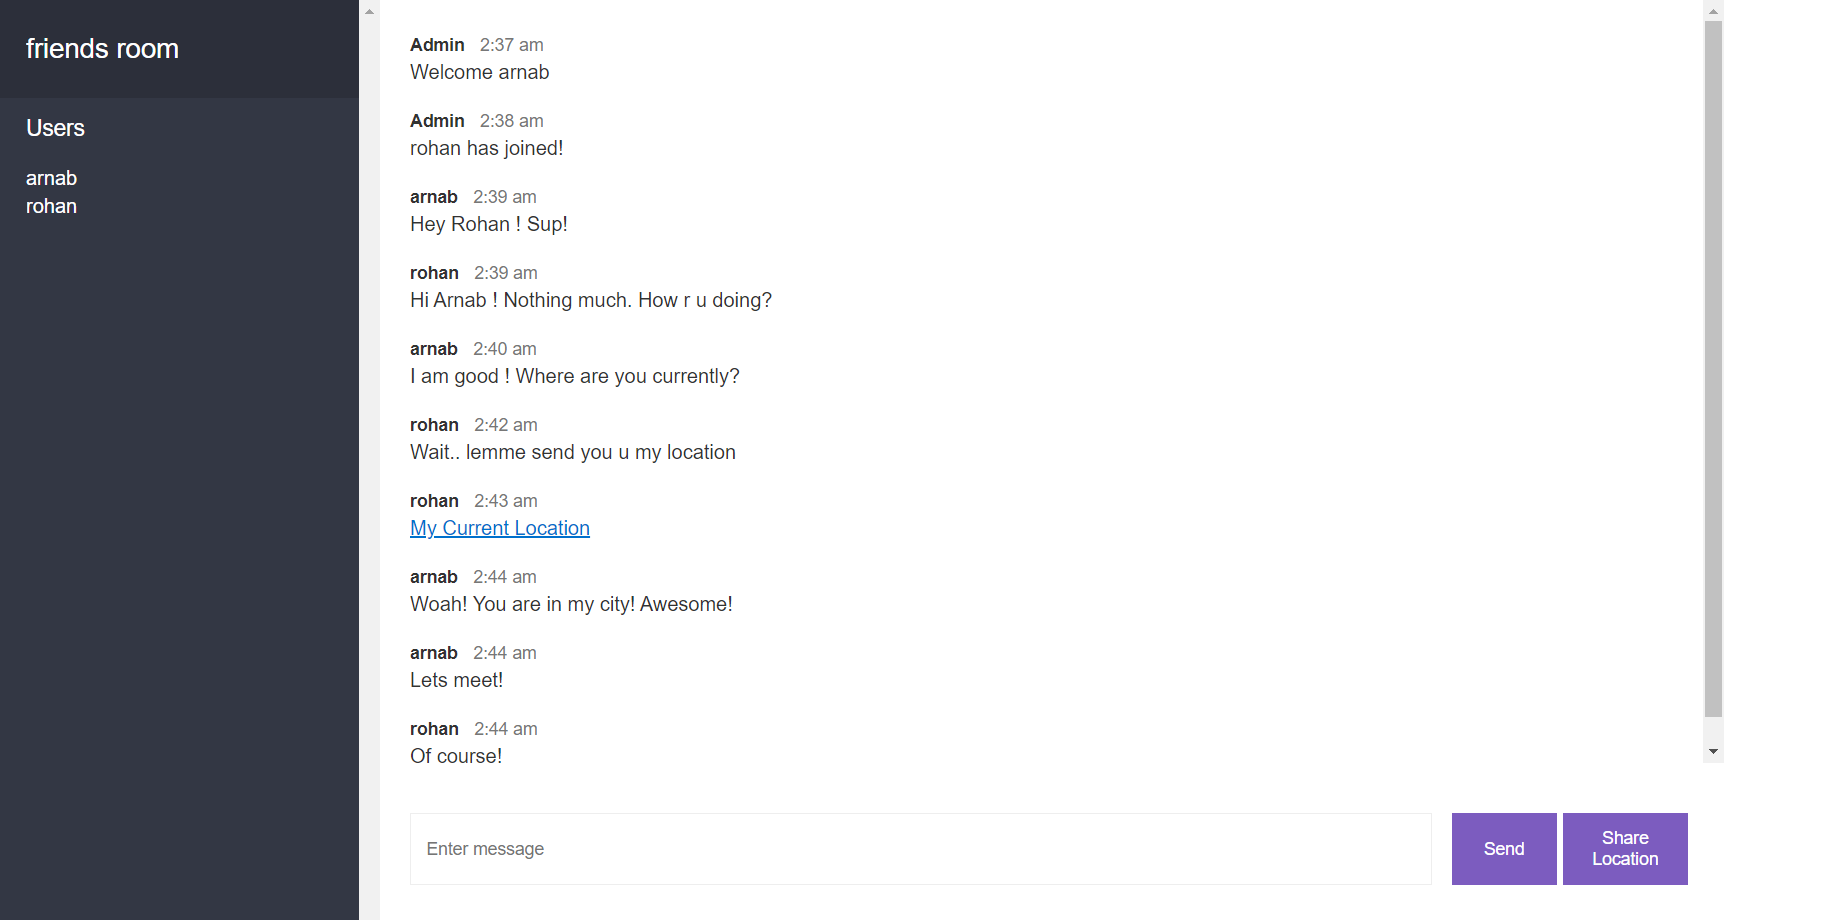 friends room
Users
arnab
rohan
Admin 2:37 am
Welcome arnab
Admin 2:38 am
rohan has joined!
arnab 2:39 am
Hey Rohan ! Sup!
rohan 2:39 am
Hi Arnab ! Nothing much. How r u doing?
arnab 2:40 am
I am good ! Where are you currently?
rohan 2:42 am
Wait.. lemme send you u my location
rohan 2:43 am
My Current Location
arnab 2:44 am
Woah! You are in my city! Awesome!
arnab 2:44 am
Lets meet!
rohan 2:44 am
Of course!
Enter message
Send
Share
Location